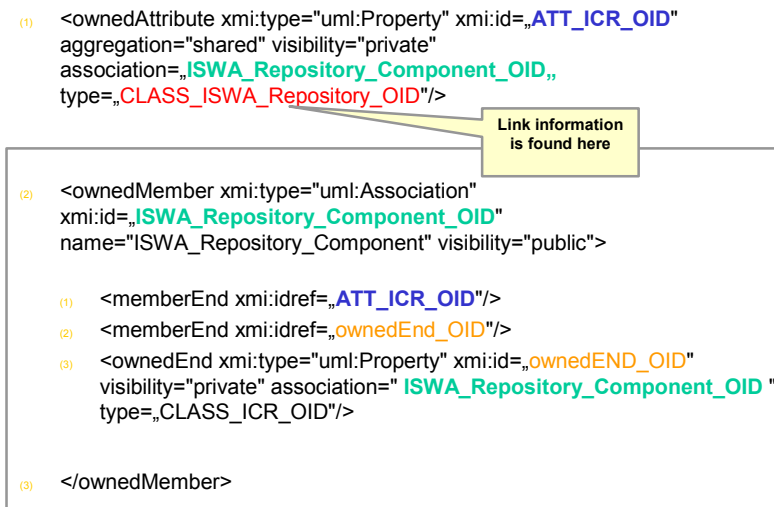 (1) <ownedAttribute xmi:type="uml:Property" xmi:id=„ATT_ICR_OID"
aggregation="shared" visibility="private"
association=„ISWA_Repository_Component_OID„
type=„CLASS_ISWA_Repository_OID"/>
Link information
is found here
(2) <ownedMember xmi:type="uml:Association"
xmi:id=„ISWA_Repository_Component_OID"
name="ISWA_Repository_Component" visibility="public">
(1) <memberEnd xmi:idref=„ATT_ICR_OID"/>
(2) <memberEnd xmi:idref=„ownedEnd_OID"/>
(3) <ownedEnd xmi:type="uml:Property" xmi:id=„ownedEND_OID"
visibility="private" association=" ISWA_Repository_Component_OID "
type=„CLASS_ICR_OID"/>
(3) </ownedMember>